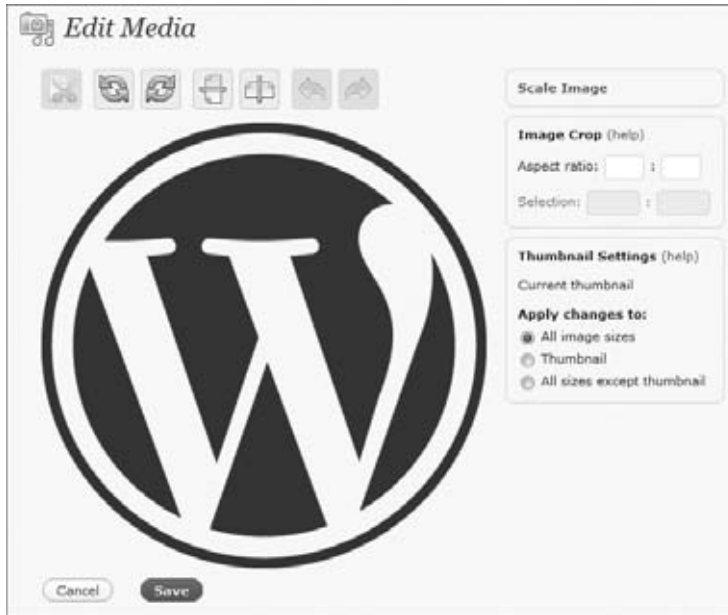 Edit Media
Scale Image
Image Crop (help)
Aspect ratio: :
Selection: :
Thumbnail Settings (help)
Current thumbnail
Apply changes to:
All image sizes
Thumbnail
All sizes except thumbnail
W
Cancel Save